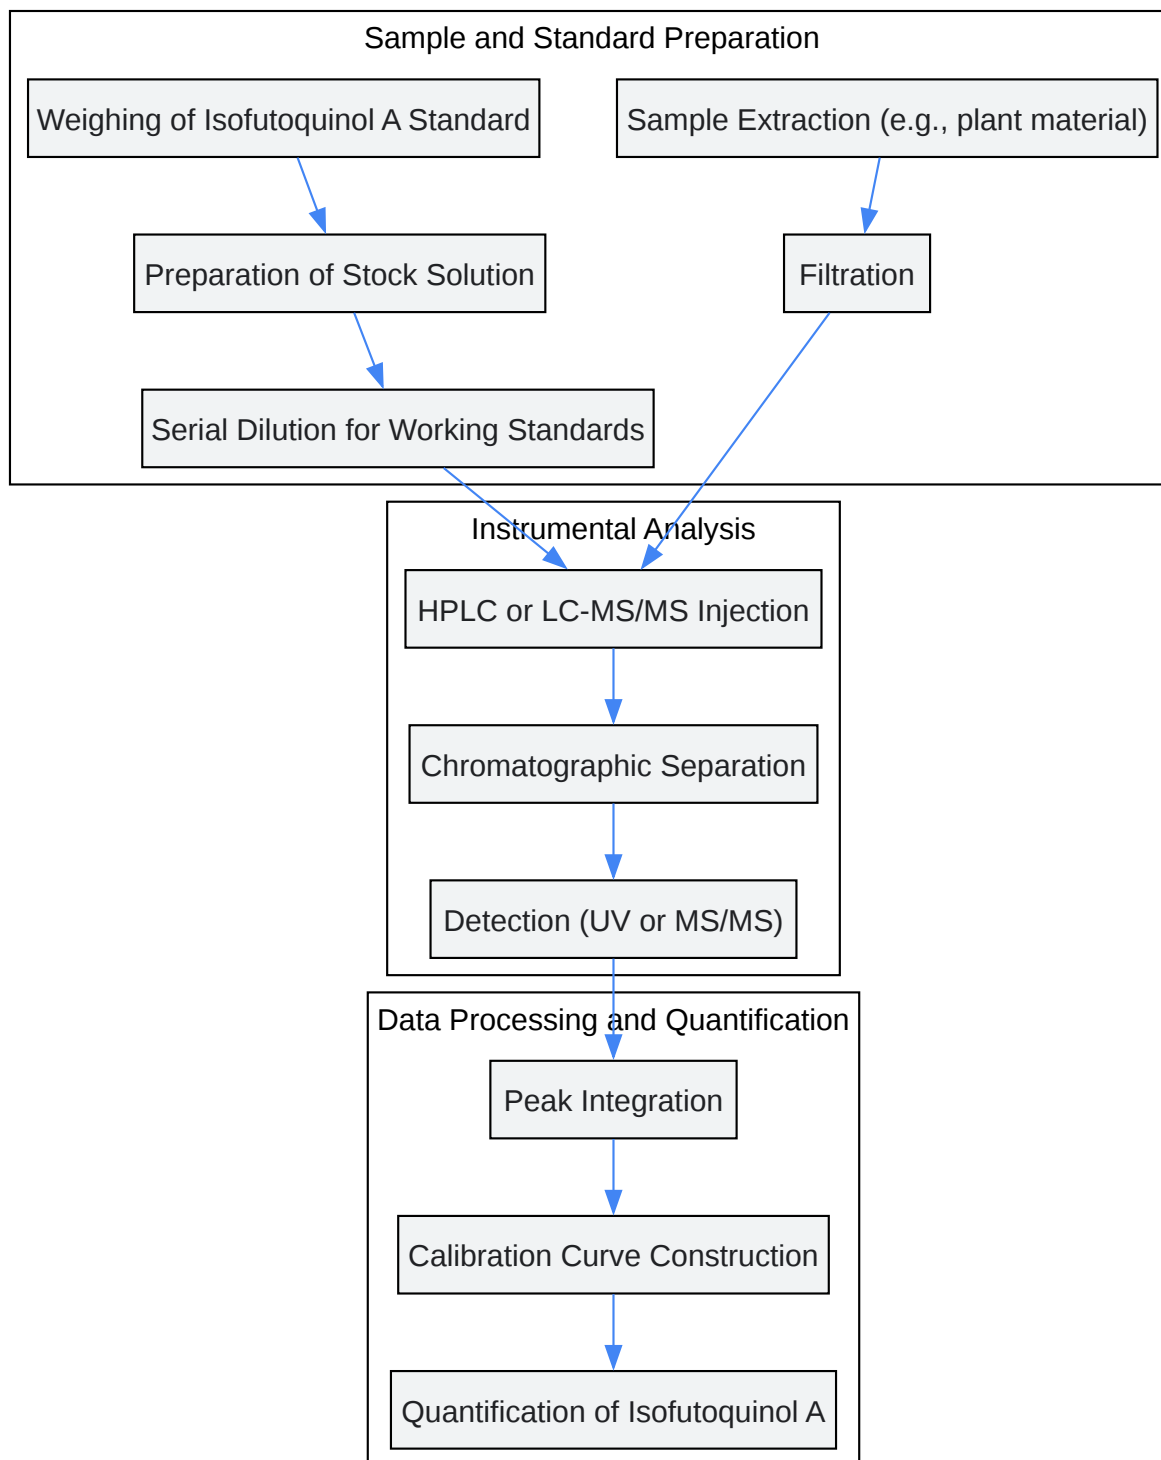 Sample and Standard Preparation
Weighing of Isofutoquinol A Standard
Sample Extraction (e.g., plant material)
Preparation of Stock Solution
Filtration
Serial Dilution for Working Standards
Instrumental Analysis
HPLC or LC-MS/MS Injection
Chromatographic Separation
Detection (UV or MS/MS)
Data Processing and Quantification
Peak Integration
Calibration Curve Construction
Quantification of Isofutoquinol A